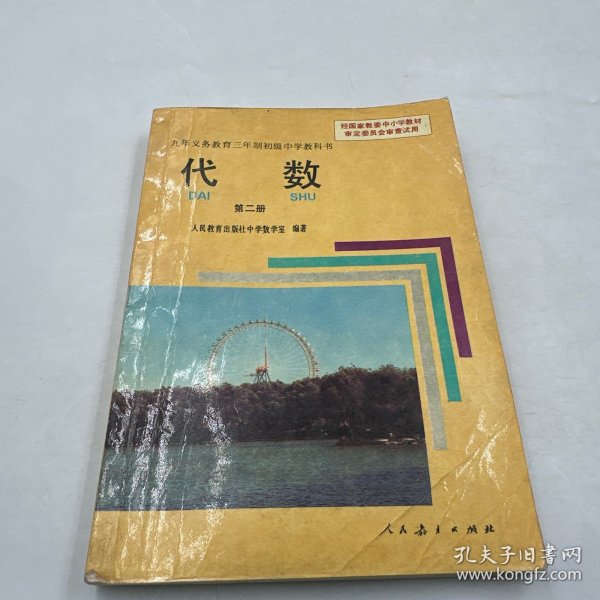 经国家教委中小学教材
审定委员会审查试用
九年义务教育三年制初级中学教科书
代 数
DAI SHU
第二册
人民教育出版社中学数学室 编著
人民教育出版社
孔夫子旧书网
www.kongfz.com